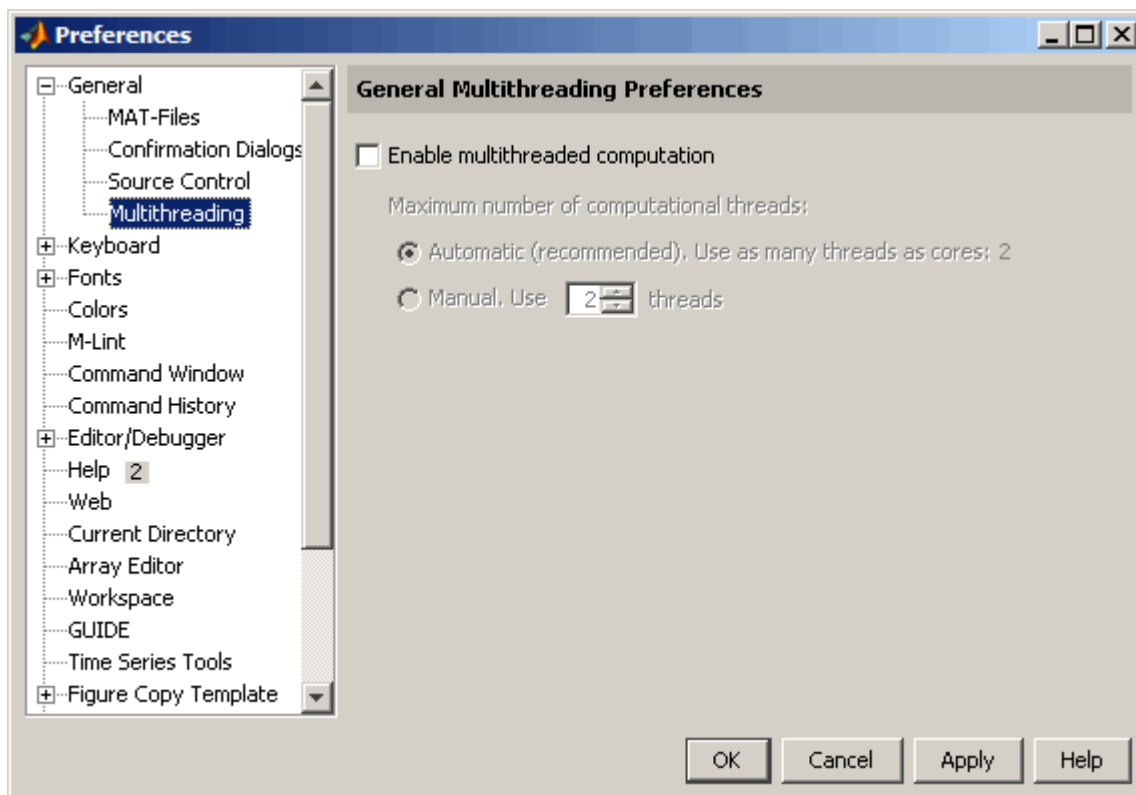 Preferences
General
MAT-Files
Confirmation Dialogs
Source Control
Multithreading
Keyboard
Fonts
Colors
M-Lint
Command Window
Command History
Editor/Debugger
Help 2
Web
Current Directory
Array Editor
Workspace
GUIDE
Time Series Tools
Figure Copy Template
General Multithreading Preferences
Enable multithreaded computation
Maximum number of computational threads:
Automatic (recommended). Use as many threads as cores: 2
Manual. Use 2 threads
OK Cancel Apply Help